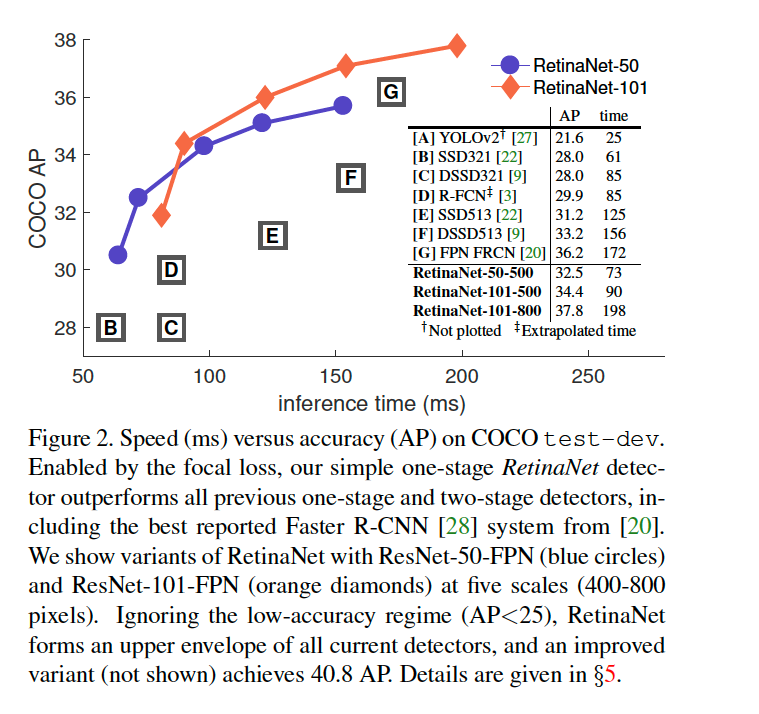 38
36
34
32
30
28
COCO AP
50
100
150
200
250
inference time (ms)
B
C
D
E
F
G
RetinaNet-50
RetinaNet-101
AP time
[A] YOLOv2† [27] 21.6 25
[B] SSD321 [22] 28.0 61
[C] DSSD321 [9] 28.0 85
[D] R-FCN‡ [3] 29.9 85
[E] SSD513 [22] 31.2 125
[F] DSSD513 [9] 33.2 156
[G] FPN FRCN [20] 36.2 172
RetinaNet-50-500 32.5 73
RetinaNet-101-500 34.4 90
RetinaNet-101-800 37.8 198
†Not plotted ‡Extrapolated time
Figure 2. Speed (ms) versus accuracy (AP) on COCO test-dev.
Enabled by the focal loss, our simple one-stage RetinaNet detec-
tor outperforms all previous one-stage and two-stage detectors, in-
cluding the best reported Faster R-CNN [28] system from [20].
We show variants of RetinaNet with ResNet-50-FPN (blue circles)
and ResNet-101-FPN (orange diamonds) at five scales (400-800
pixels). Ignoring the low-accuracy regime (AP<25), RetinaNet
forms an upper envelope of all current detectors, and an improved
variant (not shown) achieves 40.8 AP. Details are given in §5.